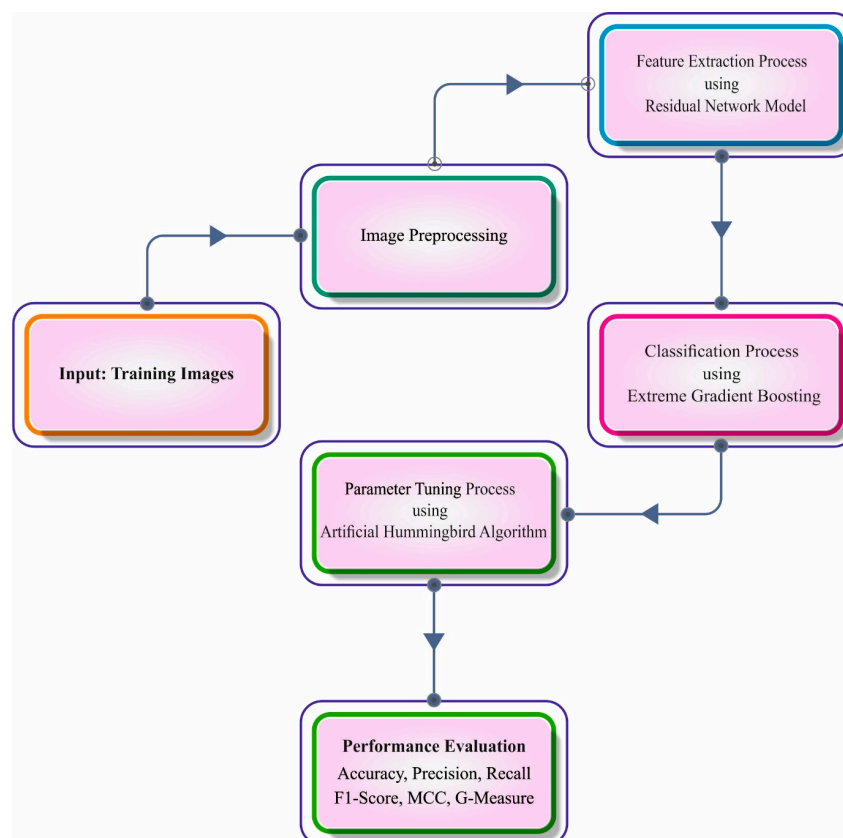 Feature Extraction Process
using
Residual Network Model
Image Preprocessing
Input: Training Images
Classification Process
using
Extreme Gradient Boosting
Parameter Tuning Process
using
Artificial Hummingbird Algorithm
Performance Evaluation
Accuracy, Precision, Recall
F1-Score, MCC, G-Measure